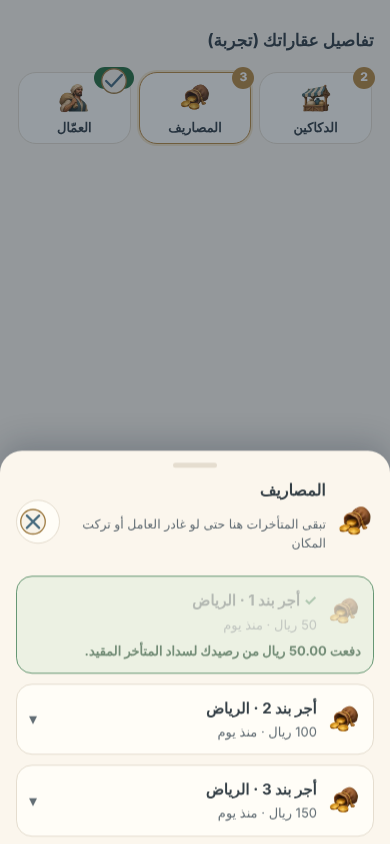 تفاصيل عقاراتك (تجربة)
2
الدكاكين
3
المصاريف
العمّال
المصاريف
تبقى المتأخرات هنا حتى لو غادر العامل أو تركت
المكان
✓ أجر بند 1 · الرياض
50 ريال · منذ يوم
دفعت 50.00 ريال من رصيدك لسداد المتأخر المقيد.
أجر بند 2 · الرياض
100 ريال · منذ يوم
أجر بند 3 · الرياض
150 ريال · منذ يوم